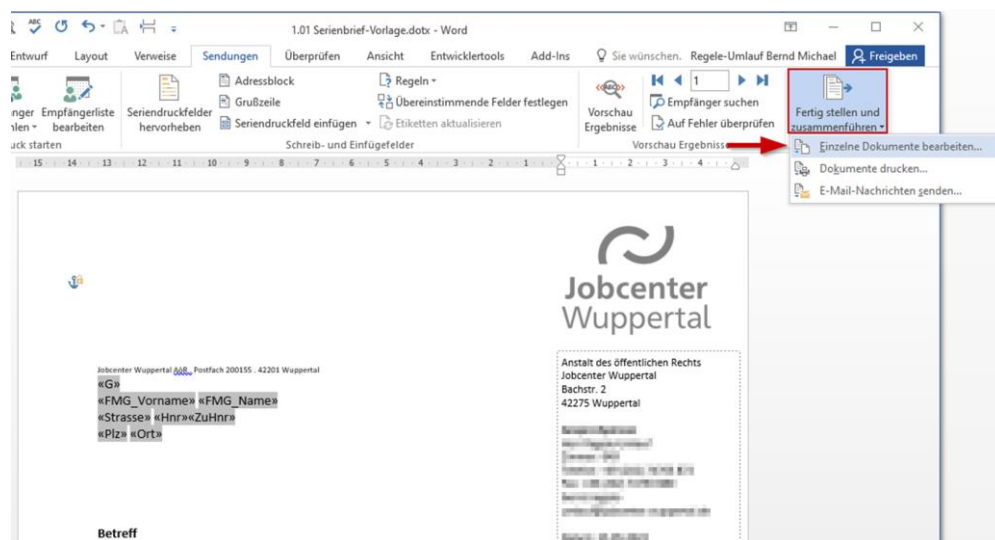 1.01 Serienbrief-Vorlage.dotx - Word
Entwurf Layout Verweise Sendungen Überprüfen Ansicht Entwicklertools Add-Ins Sie wünschen. Regele-Umlauf Bernd Michael Freigeben
Empfängerliste bearbeiten
Seriendruckfelder hervorheben
Adressblock
Grußzeile
Seriendruckfeld einfügen
Regeln
Übereinstimmende Felder festlegen
Etiketten aktualisieren
Vorschau Ergebnisse
1
Empfänger suchen
Auf Fehler überprüfen
Fertig stellen und
zusammenführen
uck starten
Schreib- und Einfügefelder
Vorschau Ergebnisse
Einzelne Dokumente bearbeiten...
Dokumente drucken...
E-Mail-Nachrichten senden...
15 14 13 12 11 10 9 8 7 6 5 4 3 2 1 1 2 3 4
Jobcenter
Wuppertal
Jobcenter Wuppertal AöR . Postfach 200155 . 42201 Wuppertal
«G»
«FMG_Vorname» «FMG_Name»
«Strasse» «Hnr»«ZuHnr»
«Plz» «Ort»
Anstalt des öffentlichen Rechts
Jobcenter Wuppertal
Bachstr. 2
42275 Wuppertal
Betreff